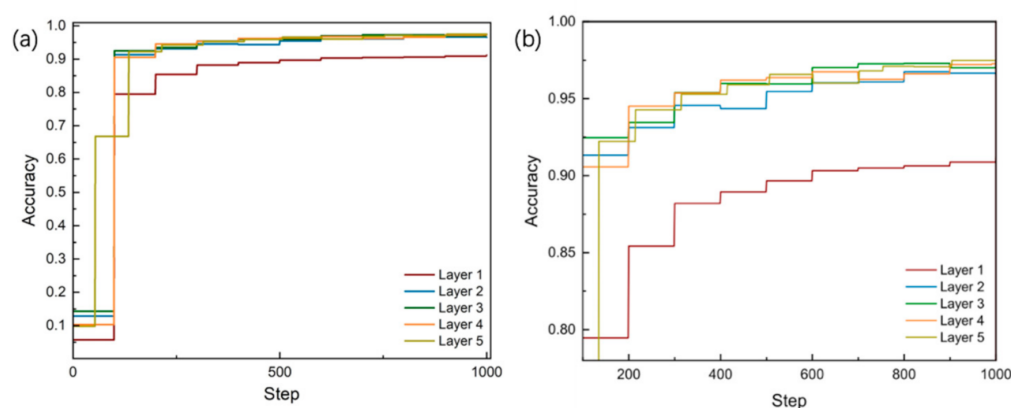 (a)
Accuracy
1.0
0.9
0.8
0.7
0.6
0.5
0.4
0.3
0.2
0.1
Layer 1
Layer 2
Layer 3
Layer 4
Layer 5
0 500 1000
Step
(b)
Accuracy
1.00
0.95
0.90
0.85
0.80
Layer 1
Layer 2
Layer 3
Layer 4
Layer 5
200 400 600 800 1000
Step